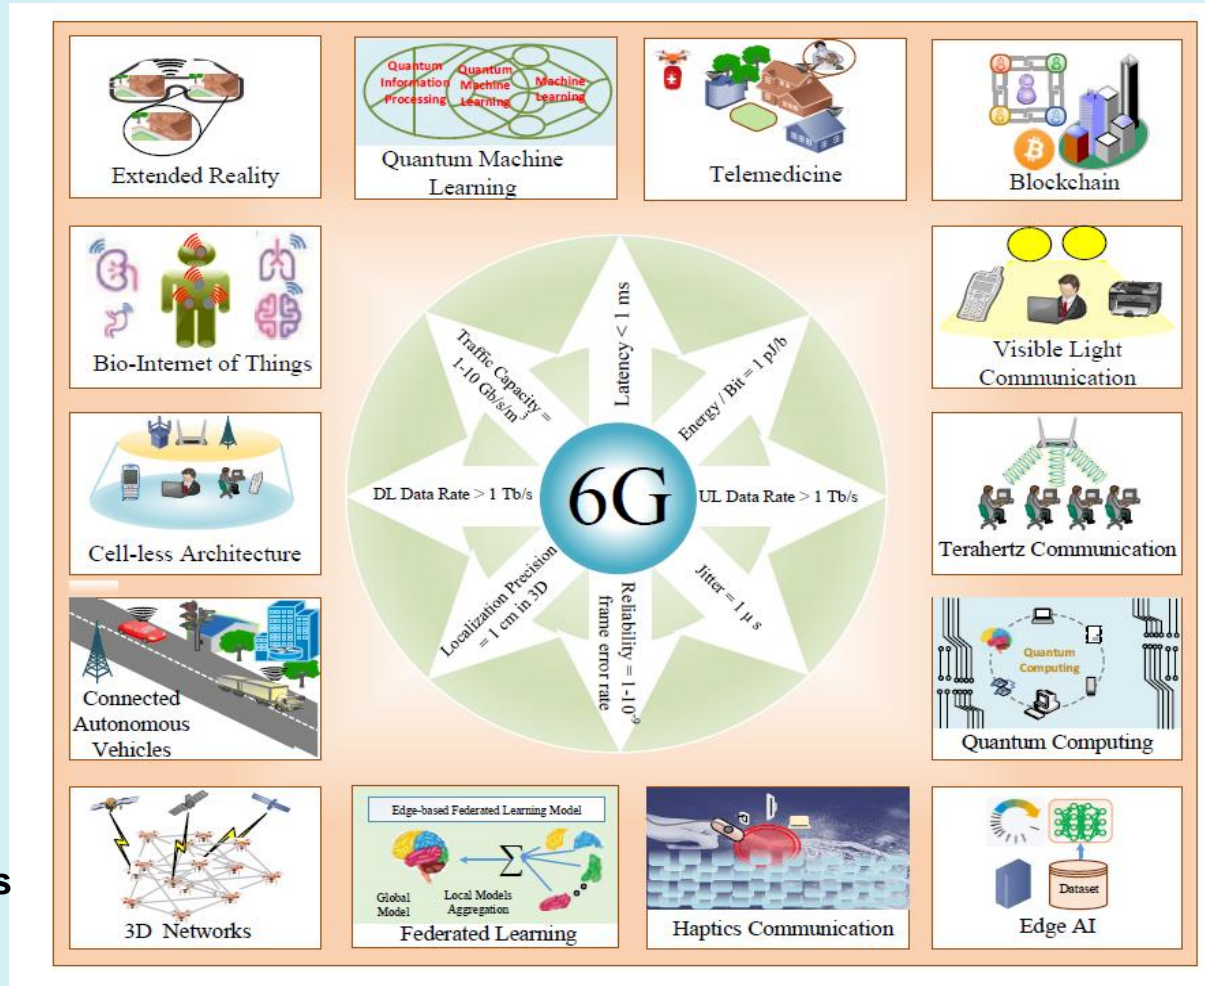 Extended Reality
Quantum
Information
Processing
Quantum
Machine
Learning
Machine
Learning
Quantum Machine
Learning
Telemedicine
Blockchain
Bio-Internet of Things
Visible Light
Communication
Cell-less Architecture
Terahertz Communication
Traffic Capacity =
1-10 Gb/s/m³
Latency < 1 ms
Energy / Bit = 1 pJ/b
DL Data Rate > 1 Tb/s
6G
UL Data Rate > 1 Tb/s
Localization Precision
= 1 cm in 3D
Reliability = 1-10⁻⁹
frame error rate
Jitter = 1 µ s
Connected
Autonomous
Vehicles
Quantum
Computing
Quantum Computing
s
3D Networks
Edge-based Federated Learning Model
Σ
Global
Model
Local Models
Aggregation
Federated Learning
Haptics Communication
Dataset
Edge AI